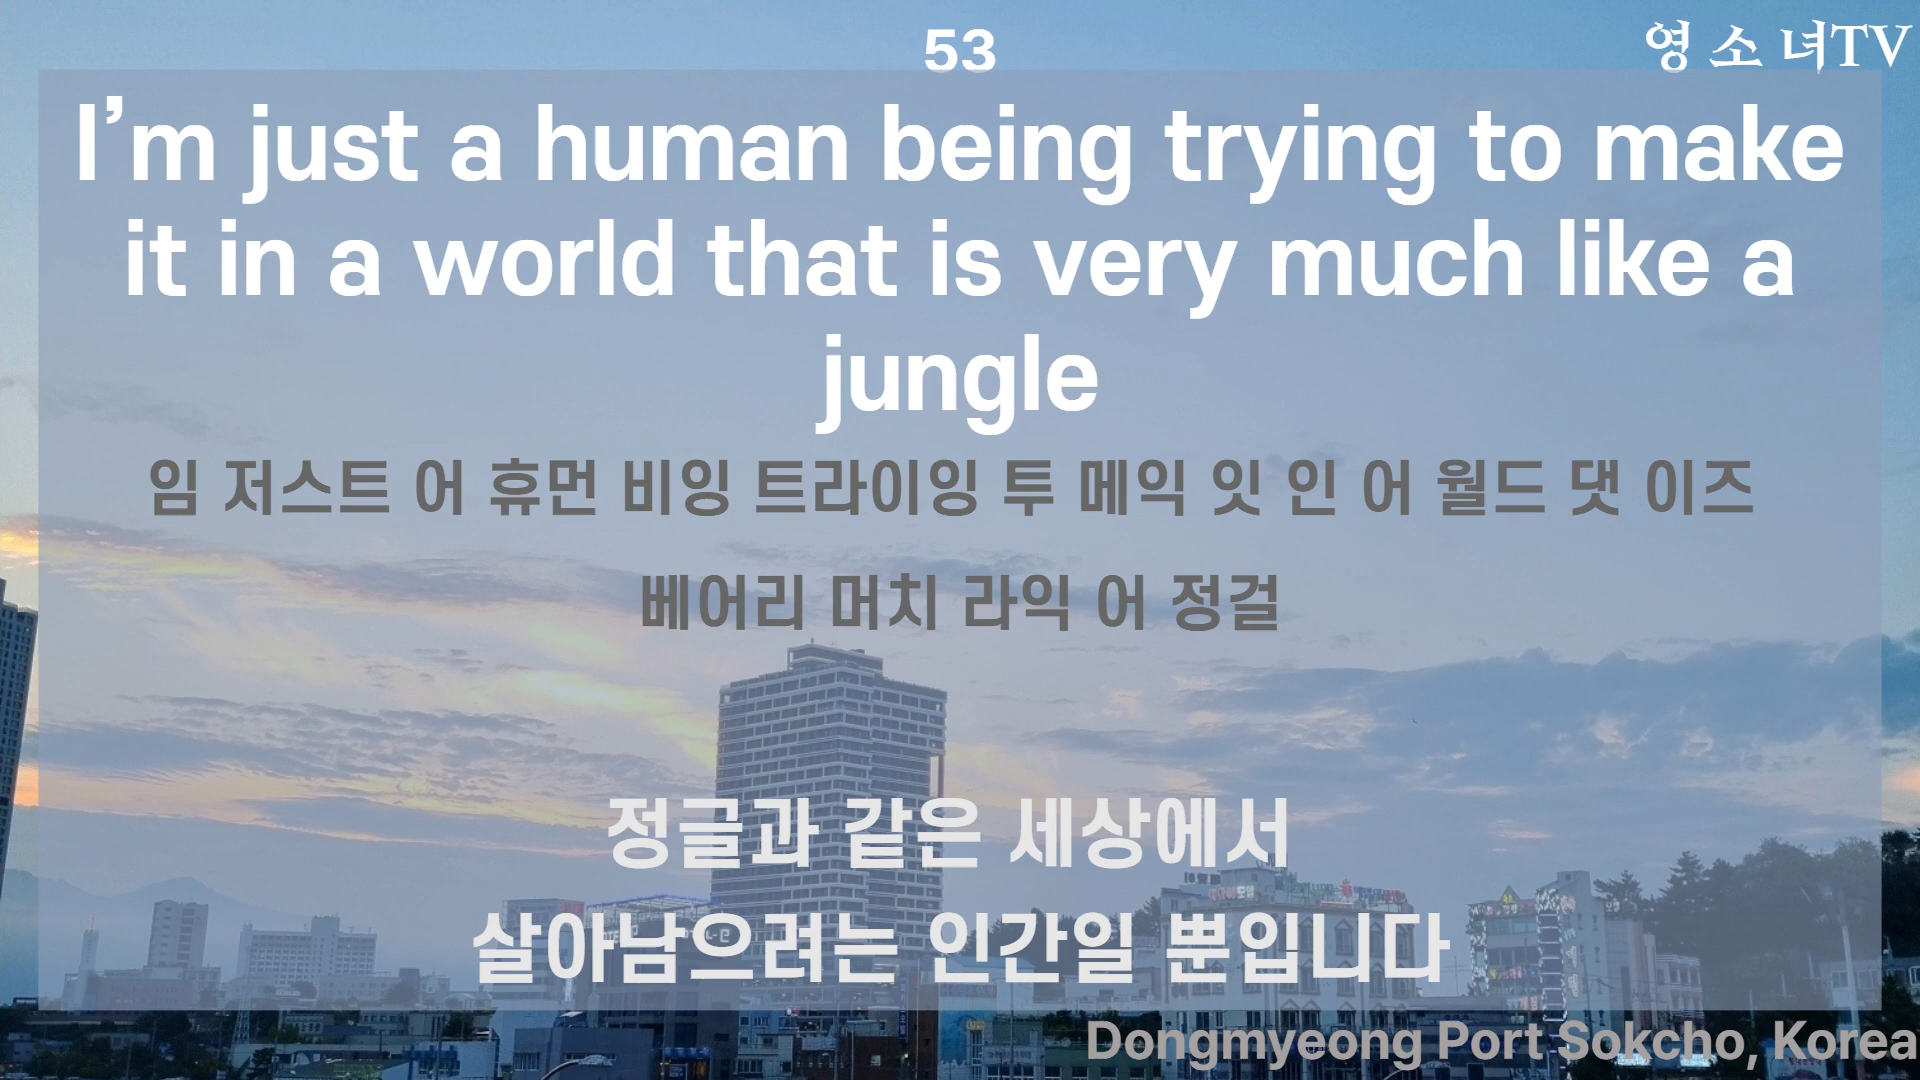 53
영소녀TV
I’m just a human being trying to make
it in a world that is very much like a
jungle
임 저스트 어 휴먼 비잉 트라이잉 투 메익 잇 인 어 월드 댓 이즈
베어리 머치 라익 어 정걸
정글과 같은 세상에서
살아남으려는 인간일 뿐입니다
Dongmyeong Port Sokcho, Korea